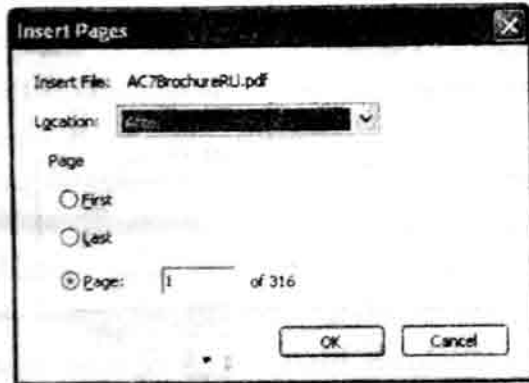 Insert Pages
Insert File: AC7BrochureRU.pdf
Location: After
Page
First
Last
Page: 1 of 316
OK Cancel